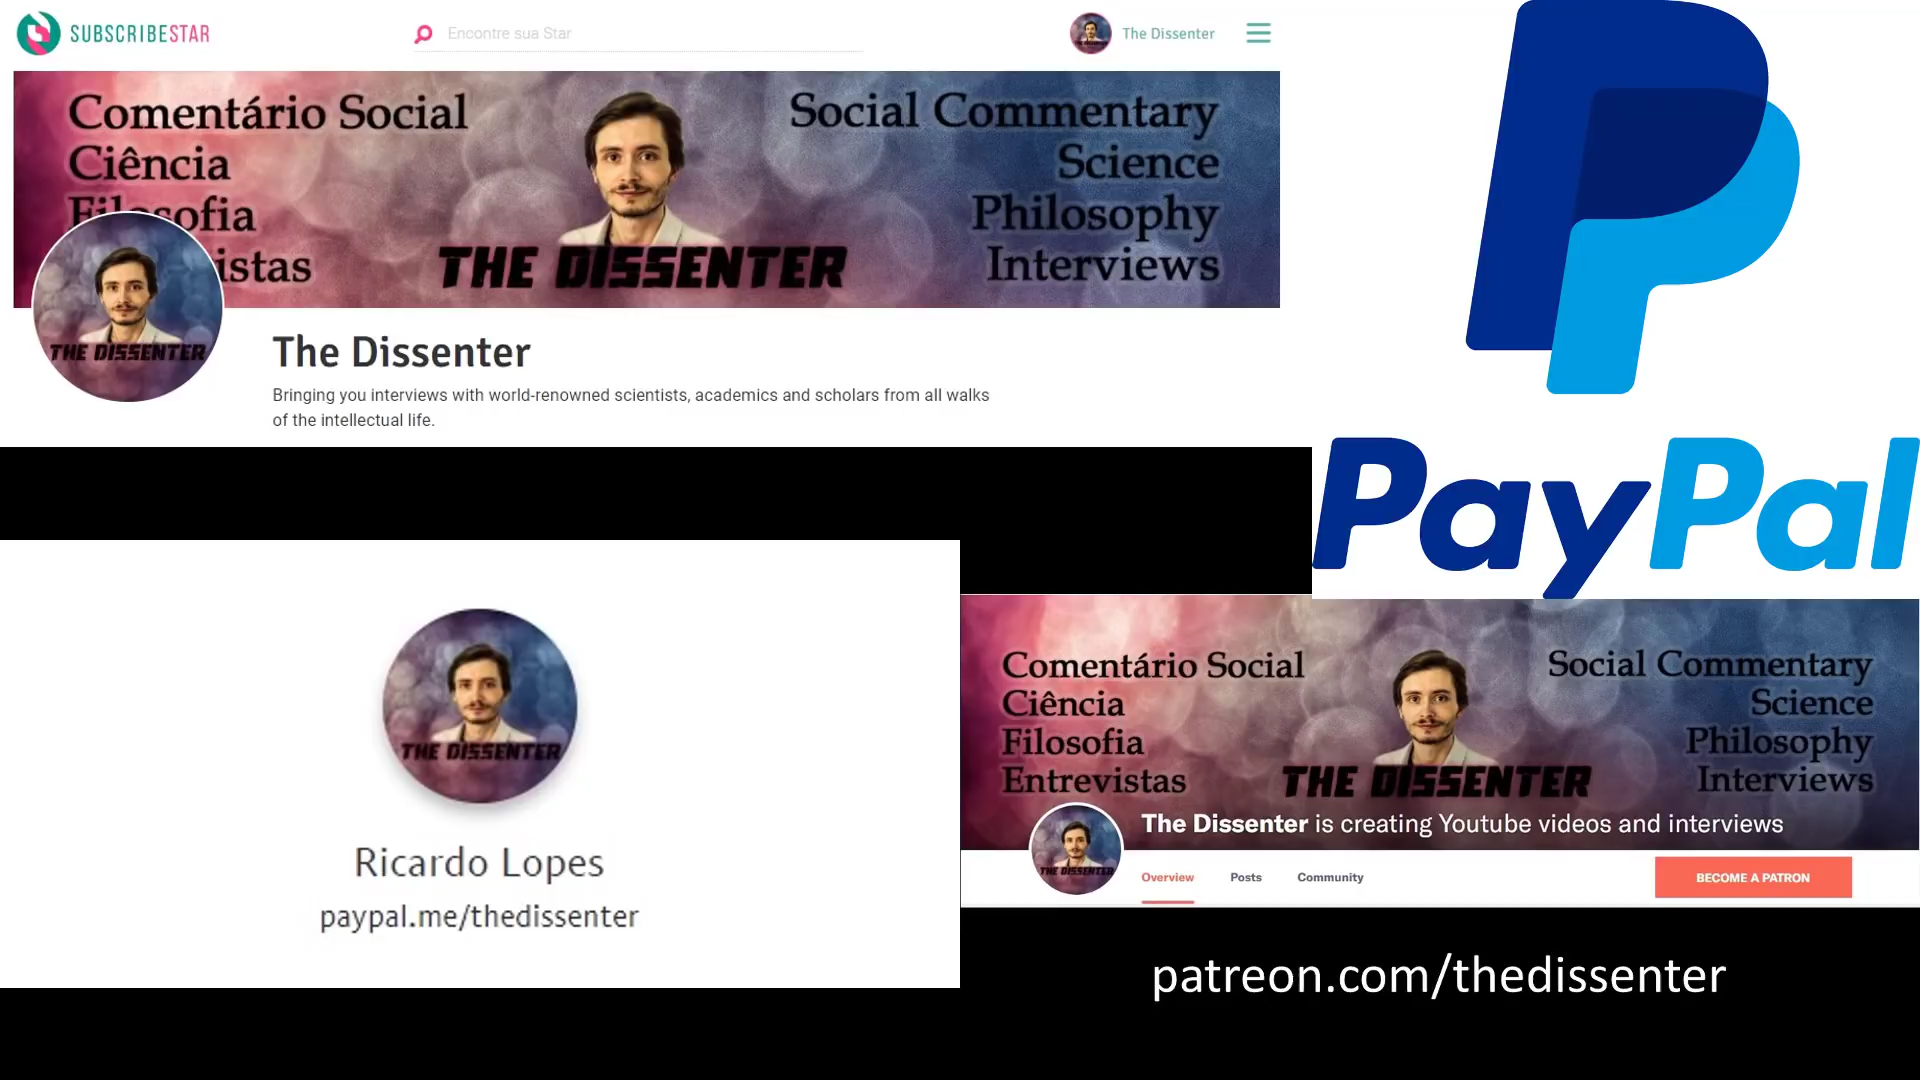 SUBSCRIBESTAR
Encontre sua Star
The Dissenter
Comentário Social
Ciência
Filosofia
istas
Social Commentary
Science
Philosophy
Interviews
THE DISSENTER
THE DISSENTER
The Dissenter
Bringing you interviews with world-renowned scientists, academics and scholars from all walks
of the intellectual life.
PayPal
THE DISSENTER
Ricardo Lopes
paypal.me/thedissenter
Comentário Social
Ciência
Filosofia
Entrevistas
Social Commentary
Science
Philosophy
Interviews
THE DISSENTER
The Dissenter is creating Youtube videos and interviews
THE DISSENTER
Overview
Posts
Community
BECOME A PATRON
patreon.com/thedissenter